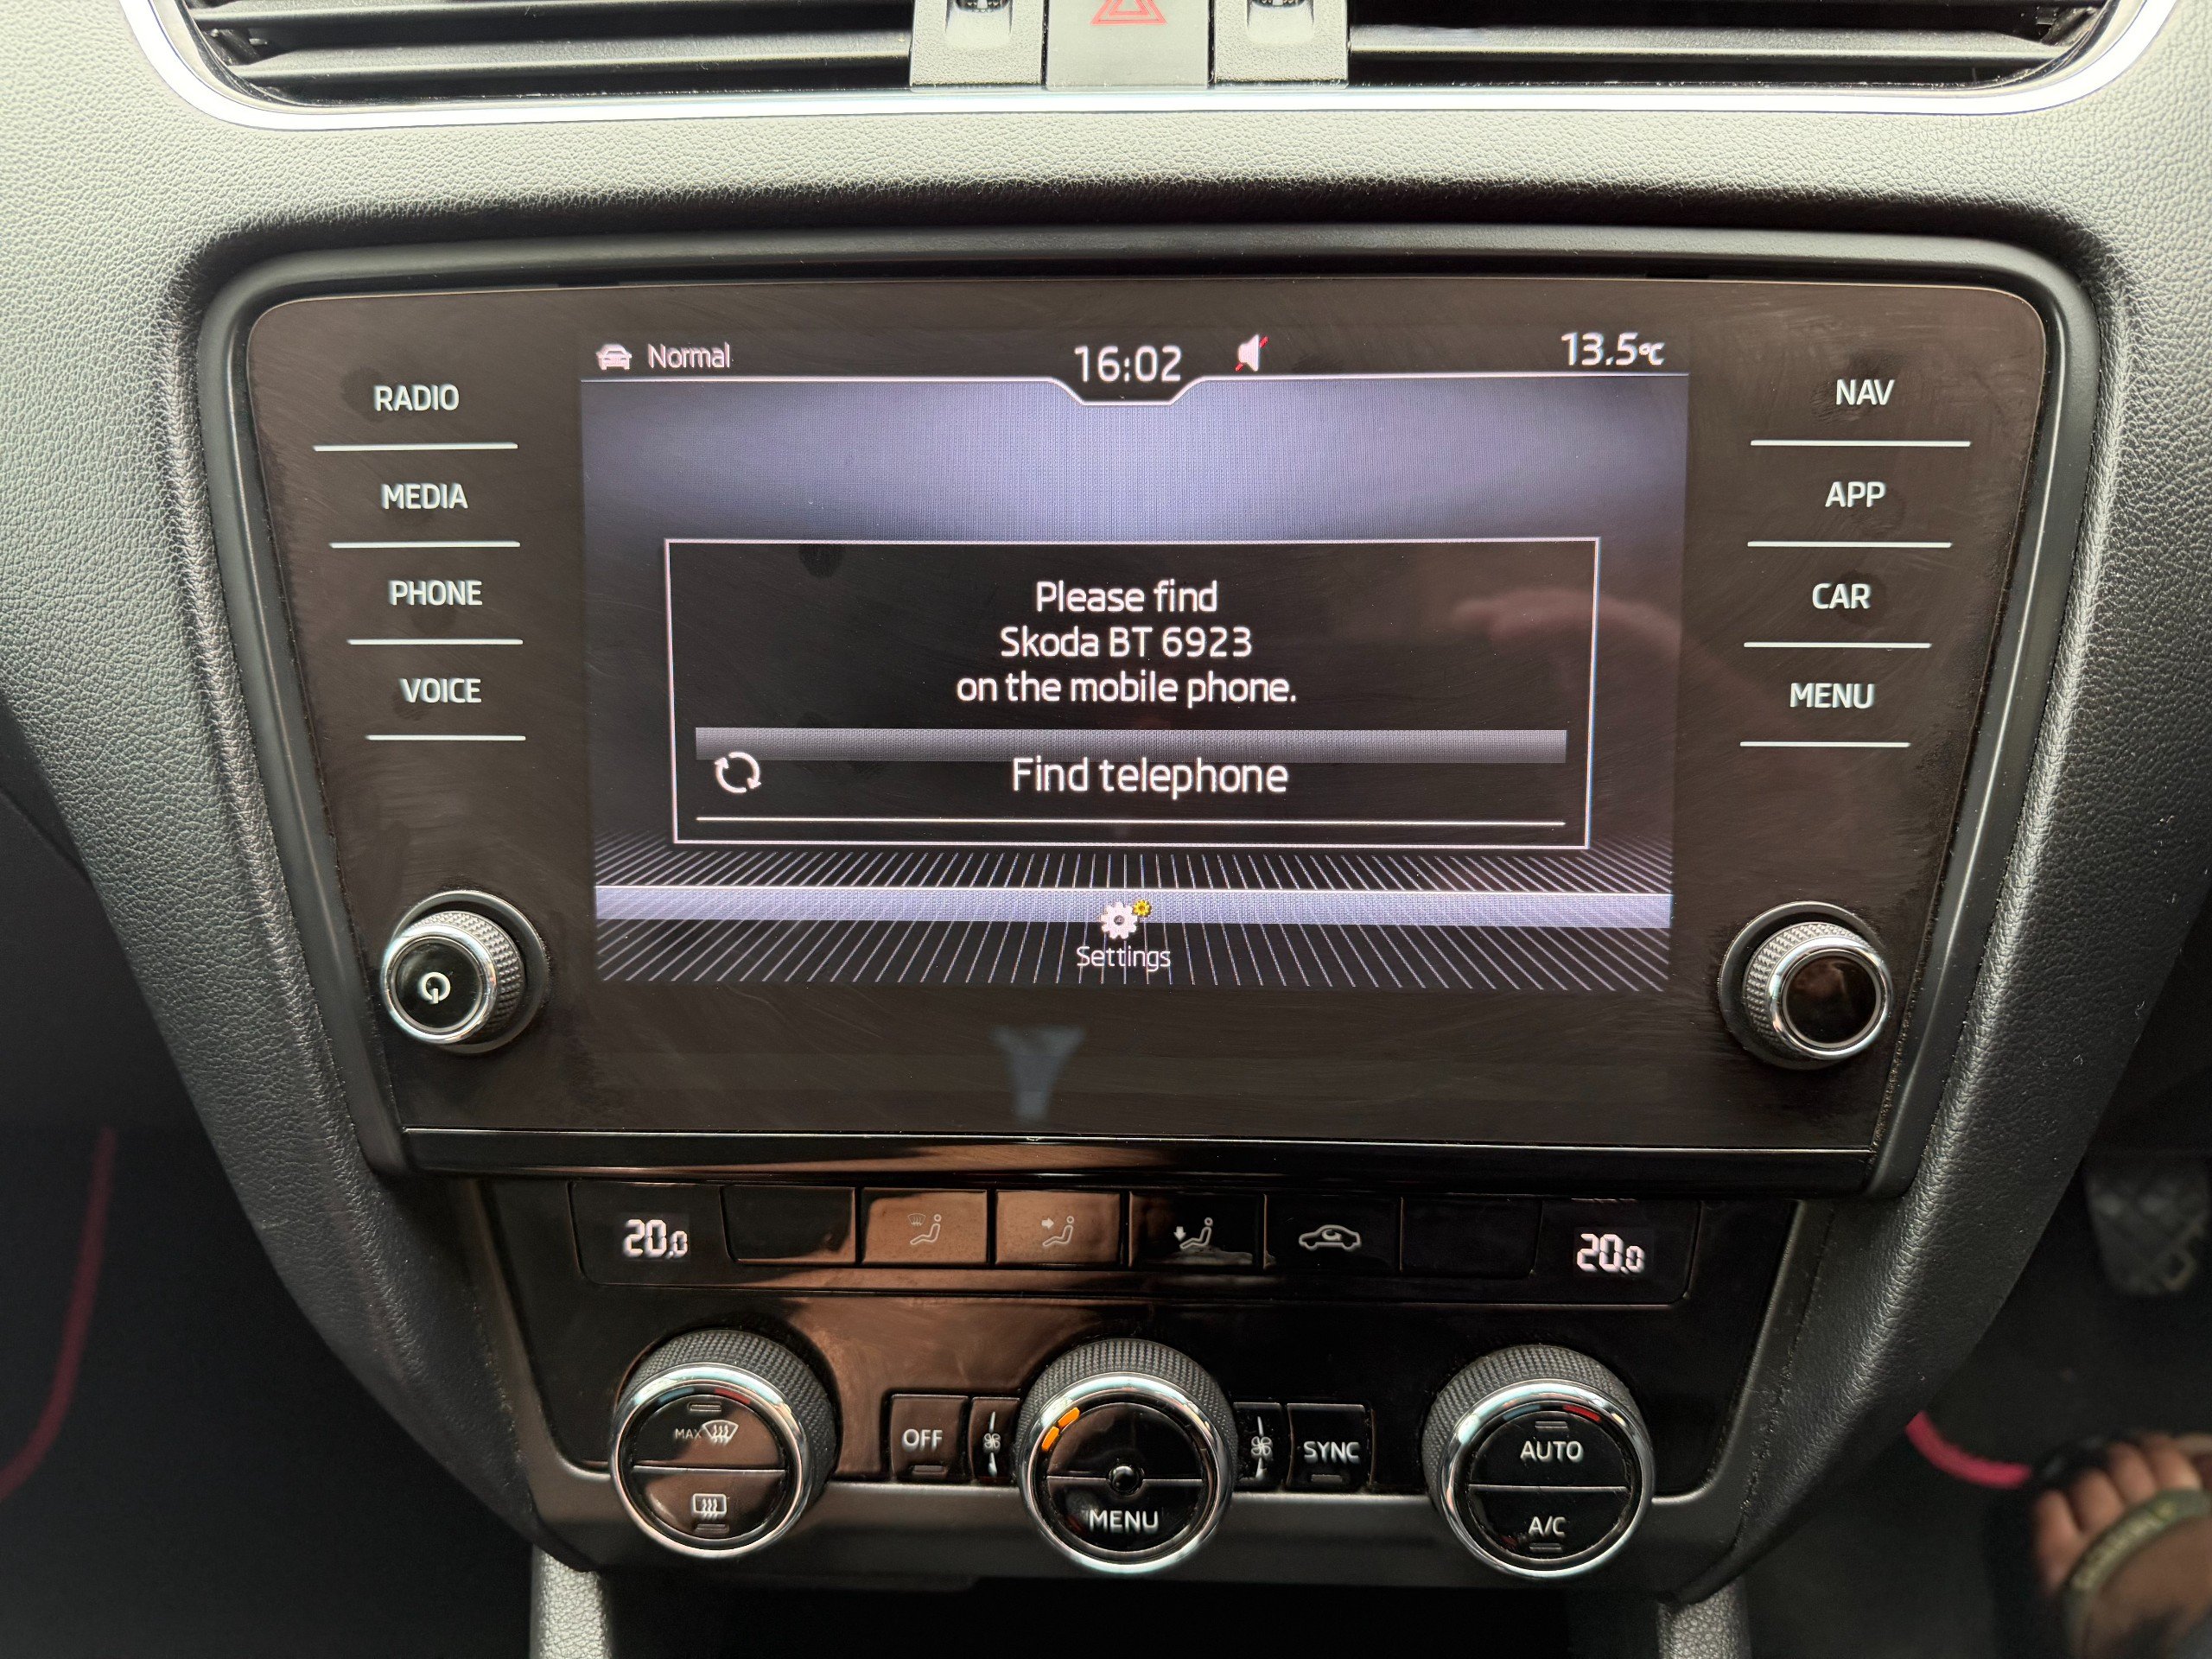 Normal
16:02
13.5°C
RADIO
MEDIA
PHONE
VOICE
NAV
APP
CAR
MENU
Please find
Skoda BT 6923
on the mobile phone.
Find telephone
Settings
20.0
20.0
MAX
OFF
MENU
SYNC
AUTO
A/C